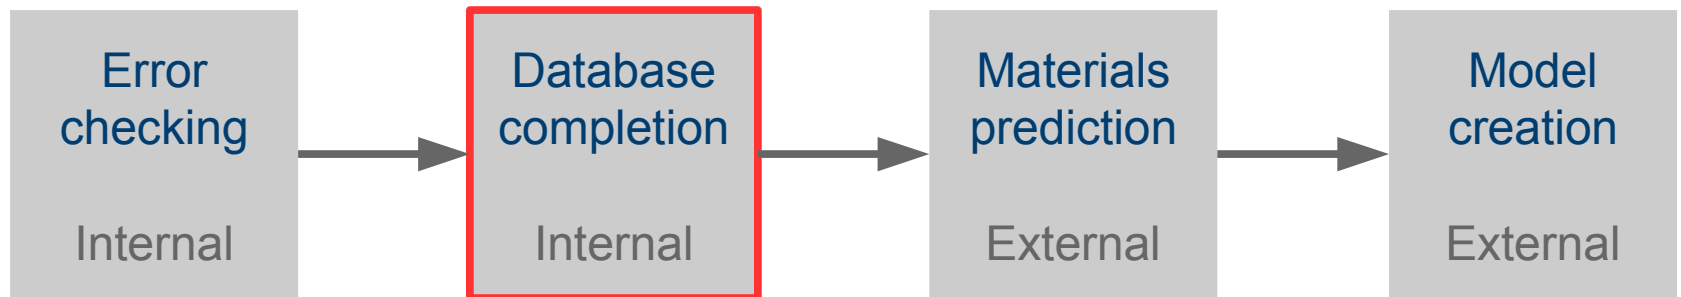 Error
checking
Internal
Database
completion
Internal
Materials
prediction
External
Model
creation
External